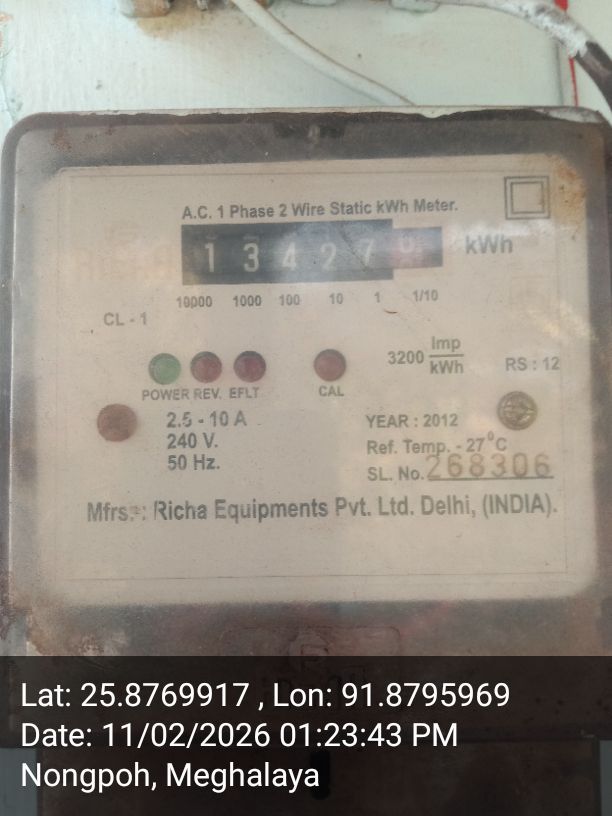 A.C. 1 Phase 2 Wire Static kWh Meter.
1 3 4 2 7 kWh
10000 1000 100 10 1 1/10
CL - 1
3200 Imp/kWh
RS : 12
POWER REV. EFLT CAL
2.5 - 10 A
240 V.
50 Hz.
YEAR : 2012
Ref. Temp. - 27°C
SL. No. 268306
Mfrs. : Richa Equipments Pvt. Ltd. Delhi, (INDIA).
Lat: 25.8769917 , Lon: 91.8795969
Date: 11/02/2026 01:23:43 PM
Nongpoh, Meghalaya